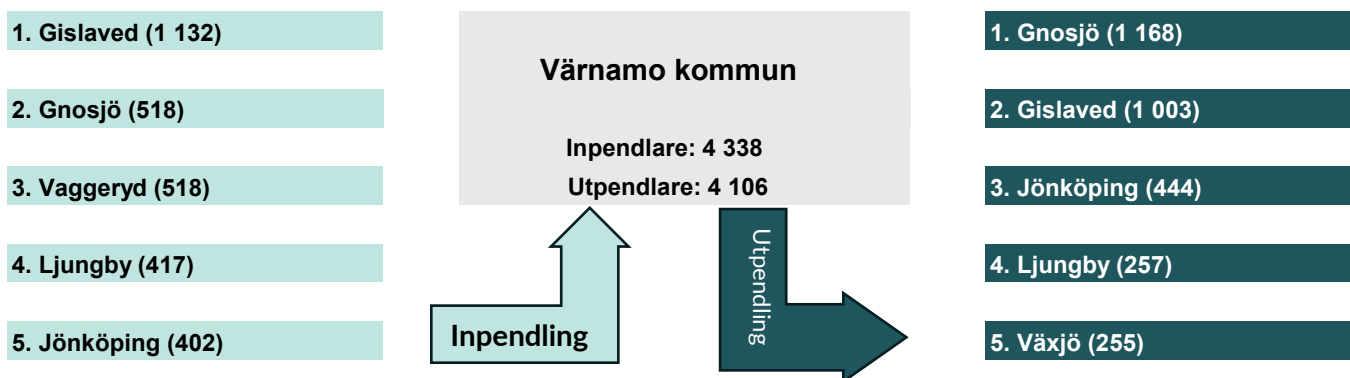 1. Gislaved (1 132)
2. Gnosjö (518)
3. Vaggeryd (518)
4. Ljungby (417)
5. Jönköping (402)
Värnamo kommun
Inpendlare: 4 338
Utpendlare: 4 106
Inpendling
Utpendling
1. Gnosjö (1 168)
2. Gislaved (1 003)
3. Jönköping (444)
4. Ljungby (257)
5. Växjö (255)